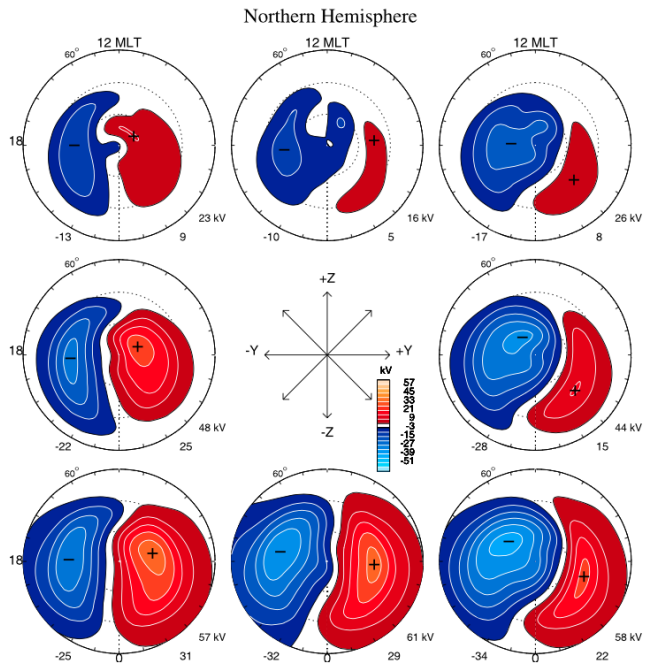 Northern Hemisphere
12 MLT 12 MLT 12 MLT
60° 60° 60°
18 - + - + - +
23 kV 16 kV 26 kV
-13 9 -10 5 -17 8
60° 60°
+Z
18 - + -Y +Y - +
kV
57
45
33
21
9
-3
-15
-27
-39
-51
-Z
48 kV 44 kV
-22 25 -28 15
60° 60° 60°
18 - + - + - +
57 kV 61 kV 58 kV
-25 0 31 -32 0 29 -34 0 22